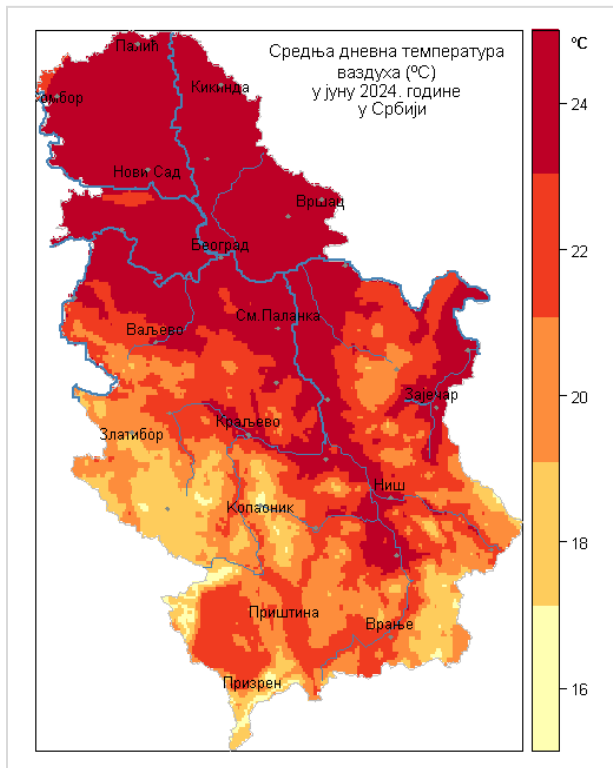 Средња дневна температура
ваздуха (ºC)
у јуну 2024. године
у Србији
ºC
24
22
20
18
16
Палић
Кикинда
омбор
Нови Сад
Вршац
Београд
См.Паланка
Ваљево
Зајечар
Краљево
Златибор
Ниш
Копаоник
Приштина
Врање
Призрен